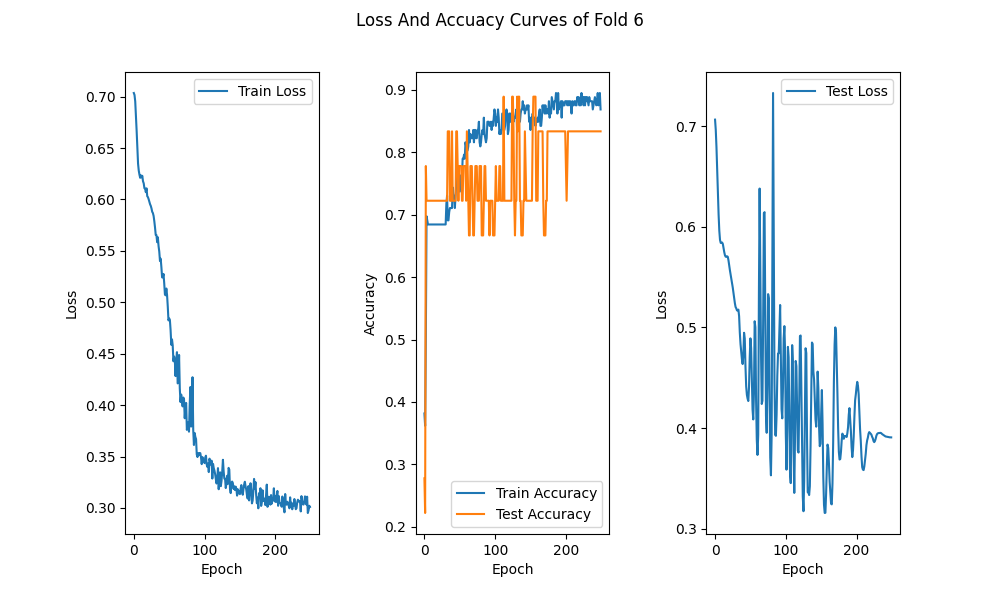 Loss And Accuacy Curves of Fold 6
Train Loss
0.70
0.65
0.60
0.55
0.50
0.45
0.40
0.35
0.30
Loss
0 100 200
Epoch
0.9
0.8
0.7
0.6
0.5
0.4
0.3
0.2
Accuracy
Train Accuracy
Test Accuracy
0 100 200
Epoch
Test Loss
0.7
0.6
0.5
0.4
0.3
Loss
0 100 200
Epoch